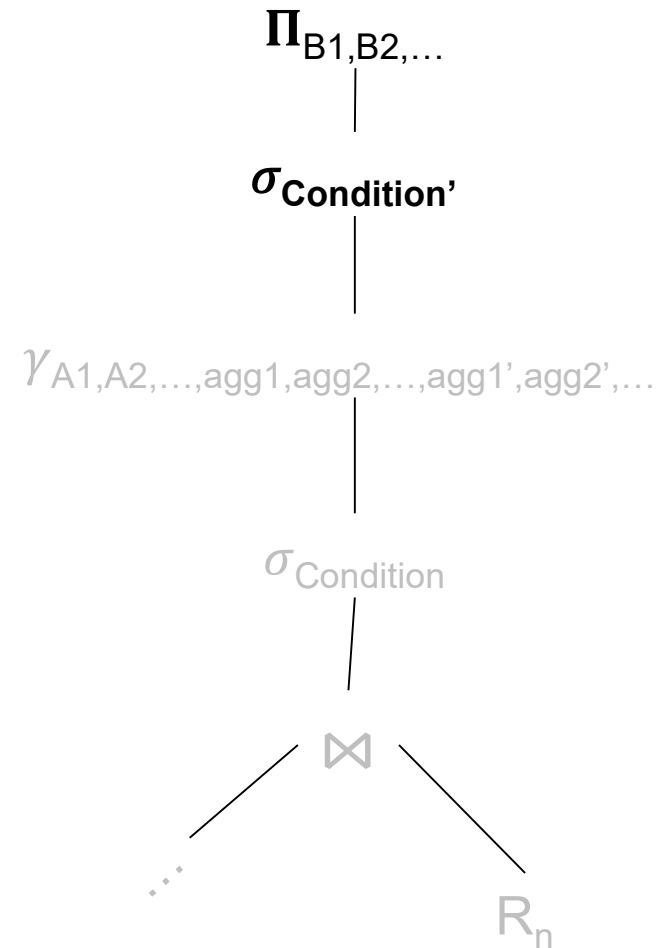 Π B1,B2,…
σ Condition’
γ A1,A2,…,agg1,agg2,…,agg1’,agg2’,…
σ Condition
⋈
…
Rn